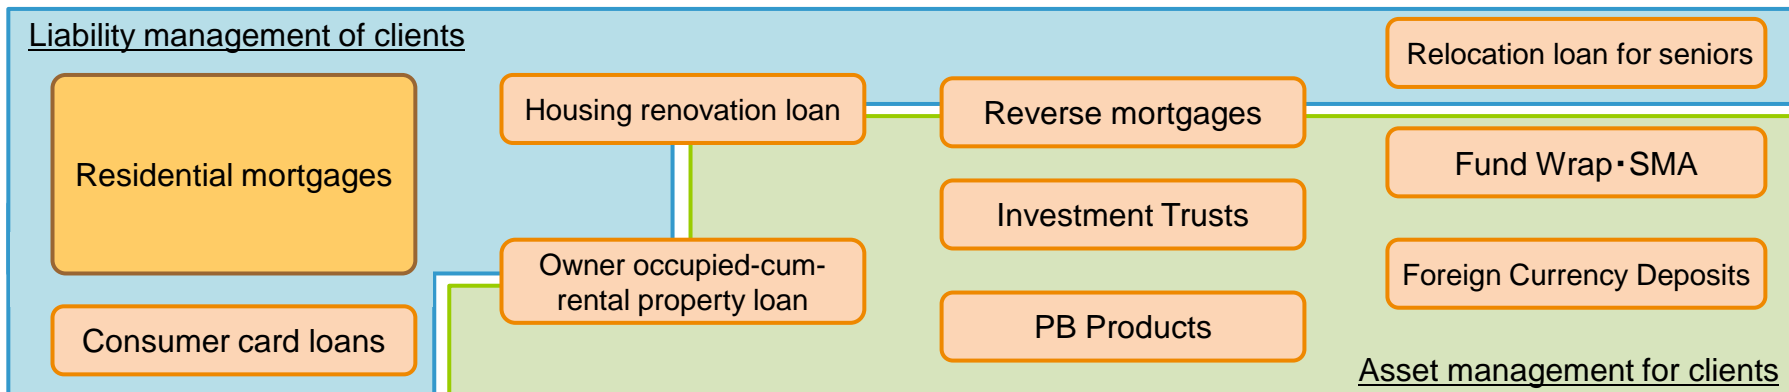 Liability management of clients
Residential mortgages
Consumer card loans
Housing renovation loan
Owner occupied-cum-
rental property loan
Reverse mortgages
Investment Trusts
PB Products
Relocation loan for seniors
Fund Wrap・SMA
Foreign Currency Deposits
Asset management for clients